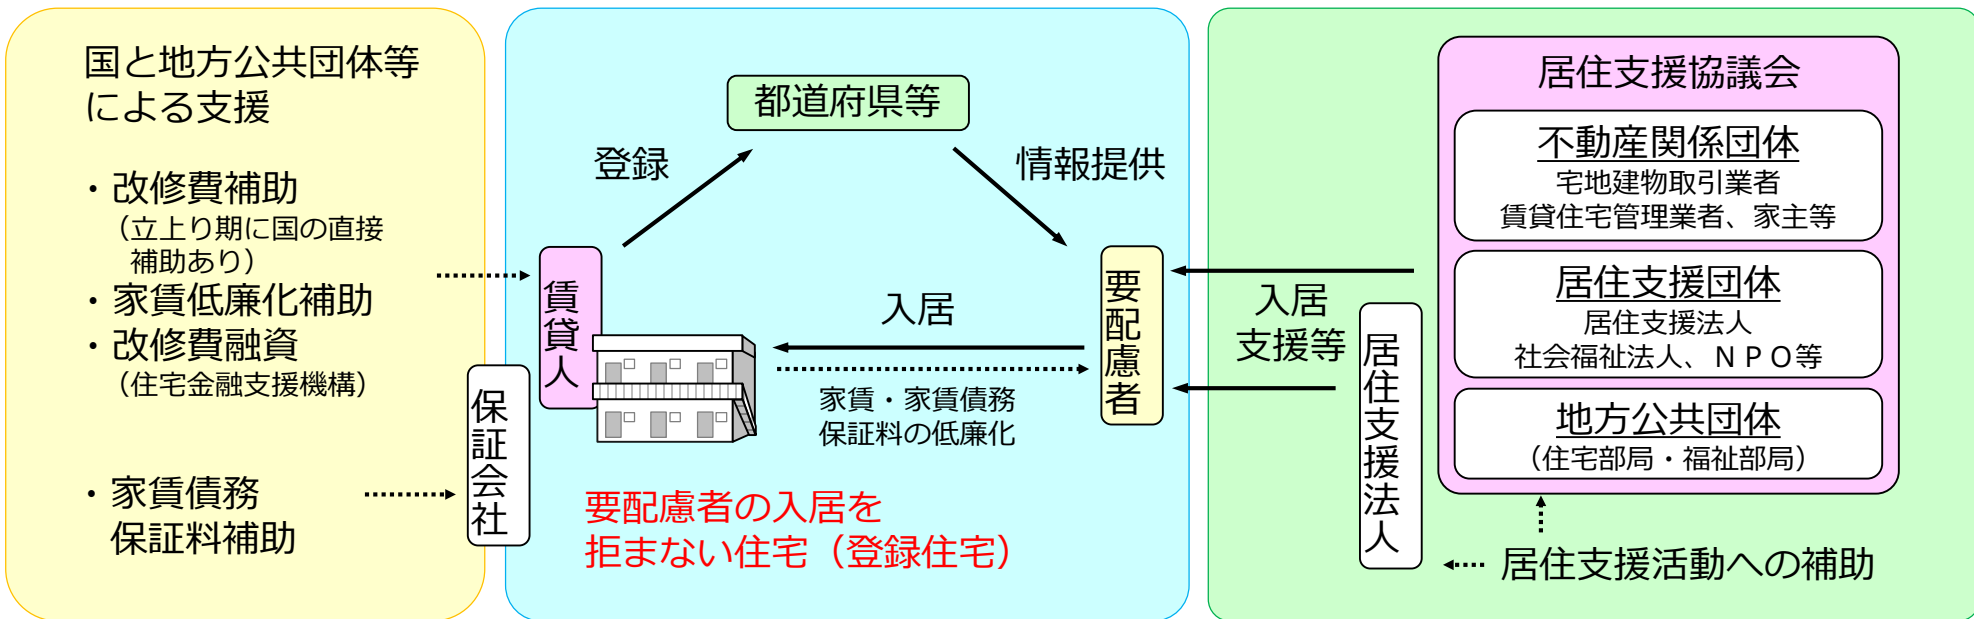 国と地方公共団体等
による支援
・改修費補助
（立上り期に国の直接
補助あり）
・家賃低廉化補助
・改修費融資
（住宅金融支援機構）
・家賃債務
保証料補助
保証会社
都道府県等
登録
情報提供
賃貸人
入居
家賃・家賃債務
保証料の低廉化
要配慮者
要配慮者の入居を
拒まない住宅（登録住宅）
入居
支援等
居住支援法人
居住支援協議会
不動産関係団体
宅地建物取引業者
賃貸住宅管理業者、家主等
居住支援団体
居住支援法人
社会福祉法人、ＮＰＯ等
地方公共団体
（住宅部局・福祉部局）
居住支援活動への補助